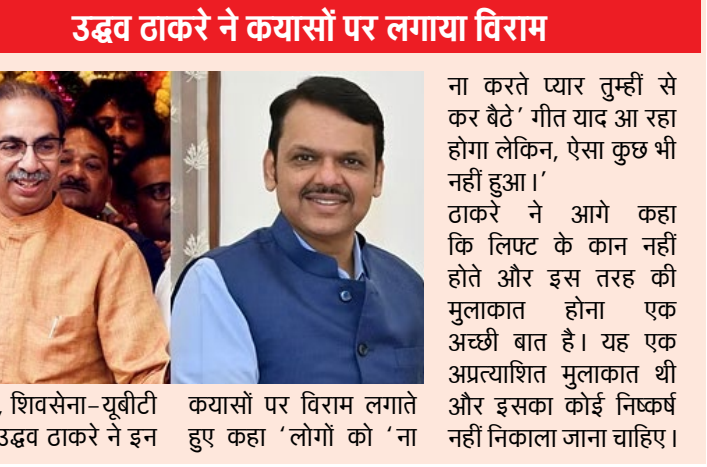 उद्धव ठाकरे ने कयासों पर लगाया विराम
, शिवसेना-यूबीटी
उद्धव ठाकरे ने इन
कयासों पर विराम लगाते
हुए कहा ‘लोगों को ‘ना
ना करते प्यार तुम्हीं से
कर बैठे’ गीत याद आ रहा
होगा लेकिन, ऐसा कुछ भी
नहीं हुआ।’
ठाकरे ने आगे कहा
कि लिफ्ट के कान नहीं
होते और इस तरह की
मुलाकात होना एक
अच्छी बात है। यह एक
अप्रत्याशित मुलाकात थी
और इसका कोई निष्कर्ष
नहीं निकाला जाना चाहिए।